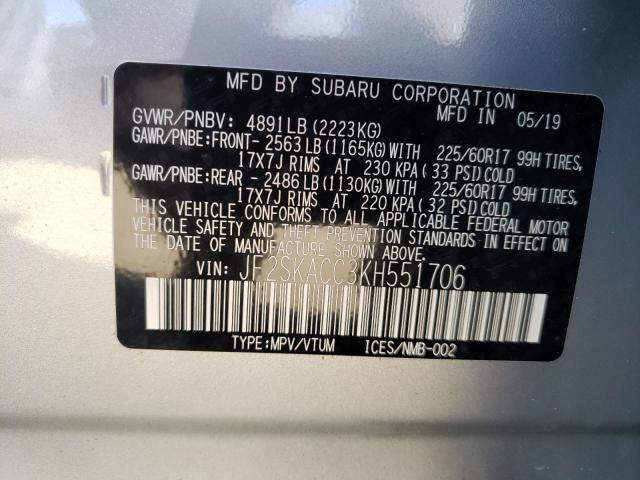 MFD BY SUBARU CORPORATION
GVWR/PNBV: 4891LB(2223KG) MFD IN 05/19
GAWR/PNBE:FRONT- 2563LB(1165KG)WITH 225/60R17 99H TIRES,
17X7J RIMS AT 230 KPA( 33 PSI)COLD
GAWR/PNBE:REAR - 2486LB(1130KG)WITH 225/60R17 99H TIRES,
17X7J RIMS AT 220 KPA( 32 PSI)COLD
THIS VEHICLE CONFORMS TO ALL APPLICABLE FEDERAL MOTOR
VEHICLE SAFETY AND THEFT PREVENTION STANDARDS IN EFFECT ON
THE DATE OF MANUFACTURE SHOWN ABOVE.
VIN: JF2SKACC3KH551706
TYPE:MPV/VTUM ICES/NMB-002